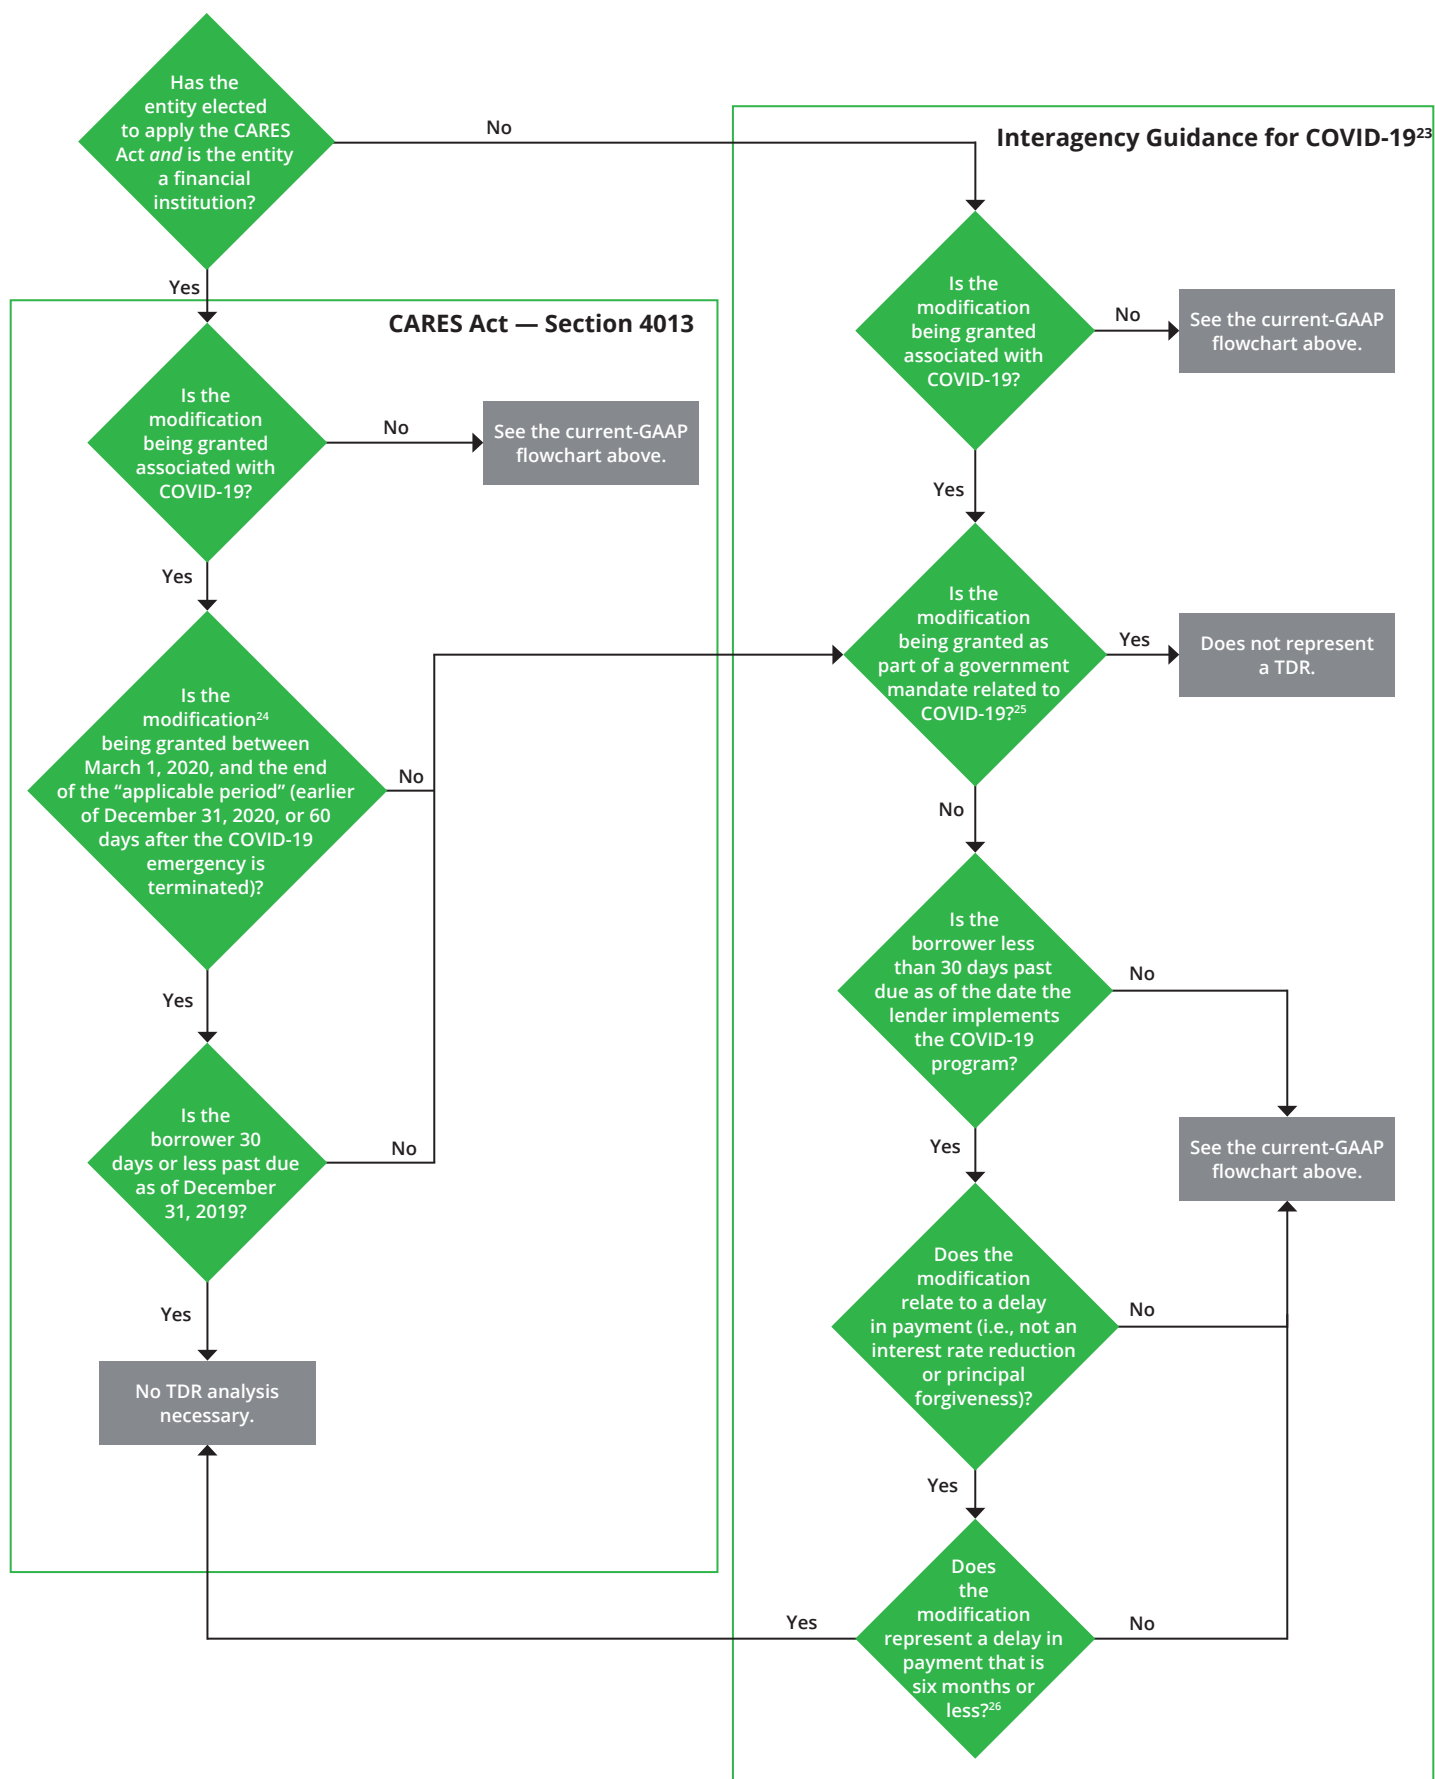 Has the
entity elected
to apply the CARES
Act and is the entity
a financial
institution?
No
Yes
CARES Act — Section 4013
Is the
modification
being granted
associated with
COVID-19?
No
See the current-GAAP
flowchart above.
Yes
Is the
modification24
being granted between
March 1, 2020, and the end
of the “applicable period” (earlier
of December 31, 2020, or 60
days after the COVID-19
emergency is
terminated)?
No
Yes
Is the
borrower 30
days or less past due
as of December
31, 2019?
No
Yes
No TDR analysis
necessary.
Interagency Guidance for COVID-1923
Is the
modification
being granted
associated with
COVID-19?
No
See the current-GAAP
flowchart above.
Yes
Is the
modification
being granted as
part of a government
mandate related to
COVID-19?25
Yes
Does not represent
a TDR.
No
Is the
borrower less
than 30 days past
due as of the date the
lender implements
the COVID-19
program?
No
See the current-GAAP
flowchart above.
Yes
Does the
modification
relate to a delay
in payment (i.e., not an
interest rate reduction
or principal
forgiveness)?
No
Yes
Does
the
modification
represent a delay in
payment that is
six months or
less?26
Yes
No